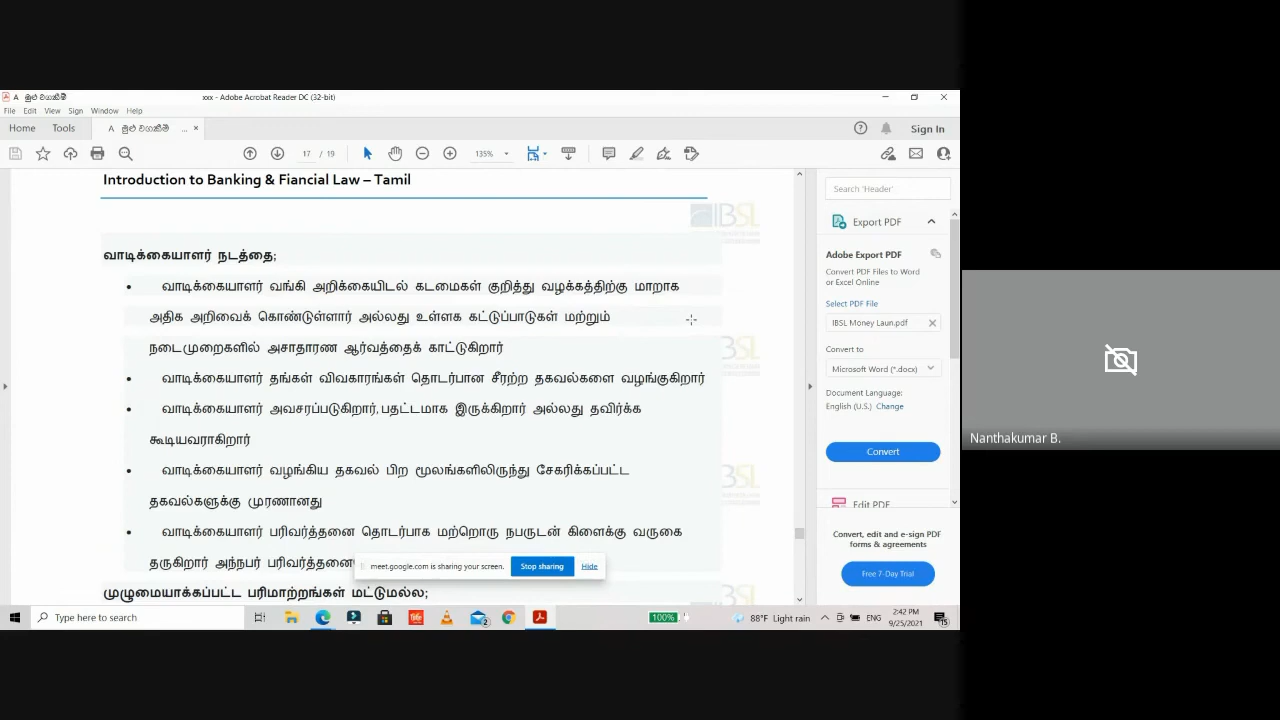 A මුළු වගකීම්
xxx - Adobe Acrobat Reader DC (32-bit)
File Edit View Sign Window Help
Home Tools A මුළු වගකීම් ... × Sign In
17 / 19 135%
Introduction to Banking & Fiancial Law – Tamil
IBSL
வாடிக்கையாளர் நடத்தை;
• வாடிக்கையாளர் வங்கி அறிக்கையிடல் கடமைகள் குறித்து வழக்கத்திற்கு மாறாக
அதிக அறிவைக் கொண்டுள்ளார் அல்லது உள்ளக கட்டுப்பாடுகள் மற்றும்
நடைமுறைகளில் அசாதாரண ஆர்வத்தைக் காட்டுகிறார்
• வாடிக்கையாளர் தங்கள் விவகாரங்கள் தொடர்பான சீரற்ற தகவல்களை வழங்குகிறார்
• வாடிக்கையாளர் அவசரப்படுகிறார், பதட்டமாக இருக்கிறார் அல்லது தவிர்க்க
கூடியவராகிறார்
• வாடிக்கையாளர் வழங்கிய தகவல் பிற மூலங்களிலிருந்து சேகரிக்கப்பட்ட
தகவல்களுக்கு முரணானது
• வாடிக்கையாளர் பரிவர்த்தனை தொடர்பாக மற்றொரு நபருடன் கிளைக்கு வருகை
தருகிறார் அந்நபர் பரிவர்த்தனை
முழுமையாக்கப்பட்ட பரிமாற்றங்கள் மட்டுமல்ல;
meet.google.com is sharing your screen. Stop sharing Hide
Search 'Header'
Export PDF
Adobe Export PDF
Convert PDF Files to Word
or Excel Online
Select PDF File
IBSL Money Laun.pdf
Convert to
Microsoft Word (*.docx)
Document Language:
English (U.S.) Change
Convert
Edit PDF
Convert, edit and e-sign PDF
forms & agreements
Free 7-Day Trial
Nanthakumar B.
Type here to search
2
100%
88°F Light rain
ENG
2:42 PM
9/25/2021
15